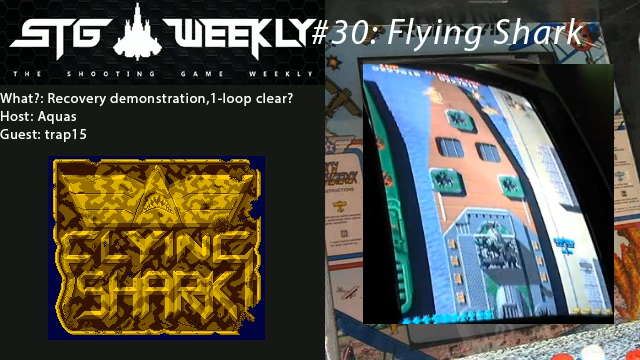 STG WEEKLY
#30: Flying Shark
THE SHOOTING GAME WEEKLY
What?: Recovery demonstration,1-loop clear?
Host: Aquas
Guest: trap15
FLYING
SHARK!